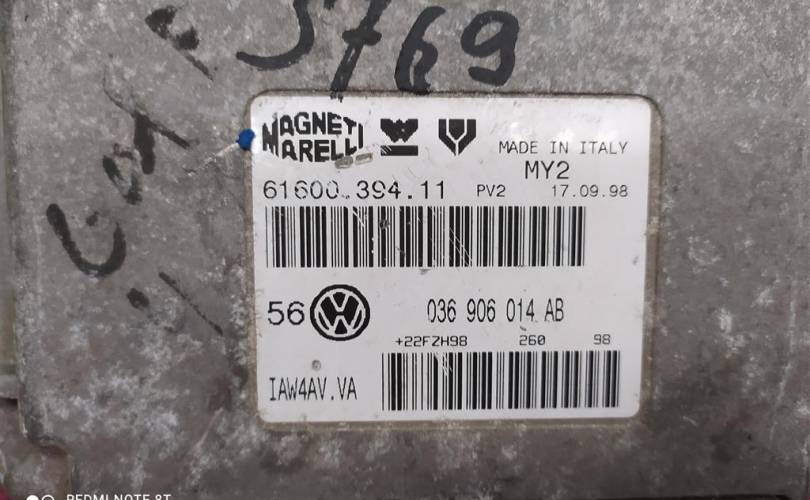 5769
Golf
MAGNETI
MARELLI
MADE IN ITALY
MY2
61600.394.11 PV2 17.09.98
56 036 906 014 AB
+22FZH98 260 98
IAW4AV.VA
REDMI NOTE 8T